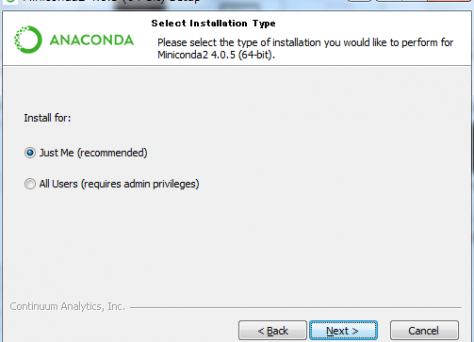 Select Installation Type
ANACONDA
Please select the type of installation you would like to perform for
Miniconda2 4.0.5 (64-bit).
Install for:
Just Me (recommended)
All Users (requires admin privileges)
Continuum Analytics, Inc.
< Back
Next >
Cancel